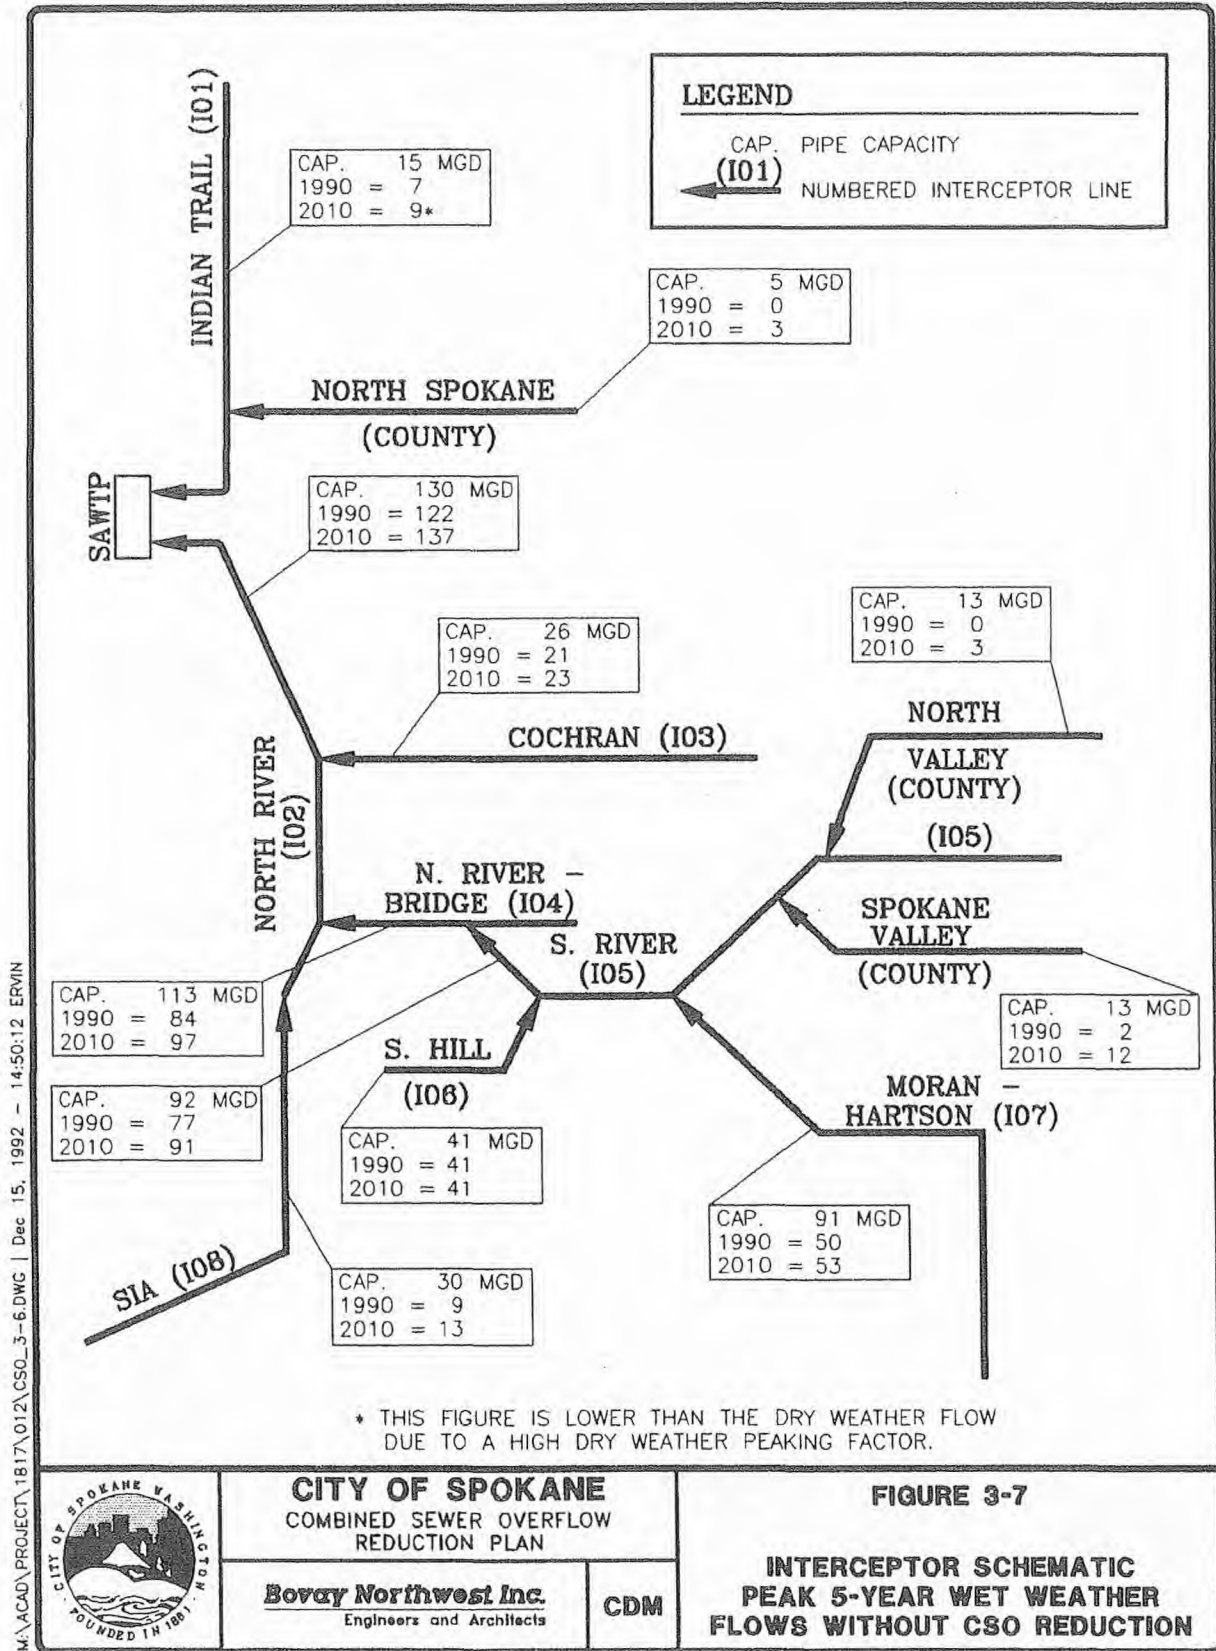 LEGEND
CAP. PIPE CAPACITY
(I01)
NUMBERED INTERCEPTOR LINE
INDIAN TRAIL (I01)
CAP. 15 MGD
1990 = 7
2010 = 9*
CAP. 5 MGD
1990 = 0
2010 = 3
NORTH SPOKANE
(COUNTY)
SAWTP
CAP. 130 MGD
1990 = 122
2010 = 137
CAP. 26 MGD
1990 = 21
2010 = 23
CAP. 13 MGD
1990 = 0
2010 = 3
COCHRAN (I03)
NORTH
VALLEY
(COUNTY)
NORTH RIVER
(I02)
(I05)
N. RIVER –
BRIDGE (I04)
S. RIVER
(I05)
SPOKANE
VALLEY
(COUNTY)
CAP. 113 MGD
1990 = 84
2010 = 97
CAP. 13 MGD
1990 = 2
2010 = 12
S. HILL
(I06)
CAP. 92 MGD
1990 = 77
2010 = 91
MORAN –
HARTSON (I07)
CAP. 41 MGD
1990 = 41
2010 = 41
CAP. 91 MGD
1990 = 50
2010 = 53
SIA (I08)
CAP. 30 MGD
1990 = 9
2010 = 13
* THIS FIGURE IS LOWER THAN THE DRY WEATHER FLOW
DUE TO A HIGH DRY WEATHER PEAKING FACTOR.
M:\ACAD\PROJECT\1817\012\CSO_3-6.DWG | Dec 15, 1992 - 14:50:12 ERVIN
CITY OF SPOKANE WASHINGTON
FOUNDED IN 1881
CITY OF SPOKANE
COMBINED SEWER OVERFLOW
REDUCTION PLAN
Bovay Northwest Inc.
Engineers and Architects
CDM
FIGURE 3-7
INTERCEPTOR SCHEMATIC
PEAK 5-YEAR WET WEATHER
FLOWS WITHOUT CSO REDUCTION